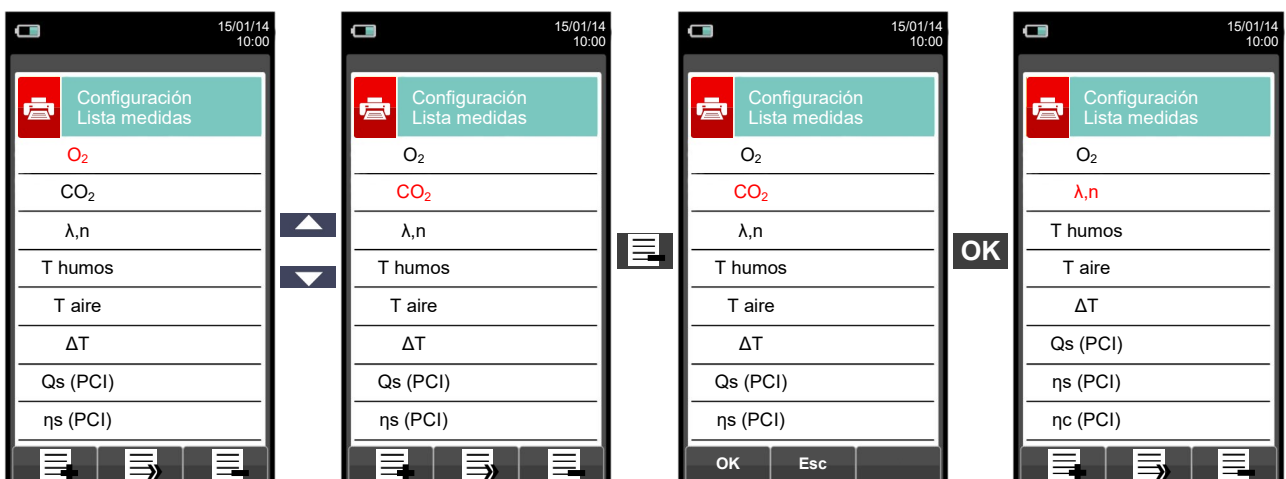 15/01/14
10:00
Configuración
Lista medidas
O₂
CO₂
λ,n
T humos
T aire
ΔT
Qs (PCI)
ηs (PCI)
15/01/14
10:00
Configuración
Lista medidas
O₂
CO₂
λ,n
T humos
T aire
ΔT
Qs (PCI)
ηs (PCI)
15/01/14
10:00
Configuración
Lista medidas
O₂
CO₂
λ,n
T humos
T aire
ΔT
Qs (PCI)
ηs (PCI)
OK Esc
OK
15/01/14
10:00
Configuración
Lista medidas
O₂
λ,n
T humos
T aire
ΔT
Qs (PCI)
ηs (PCI)
ηc (PCI)